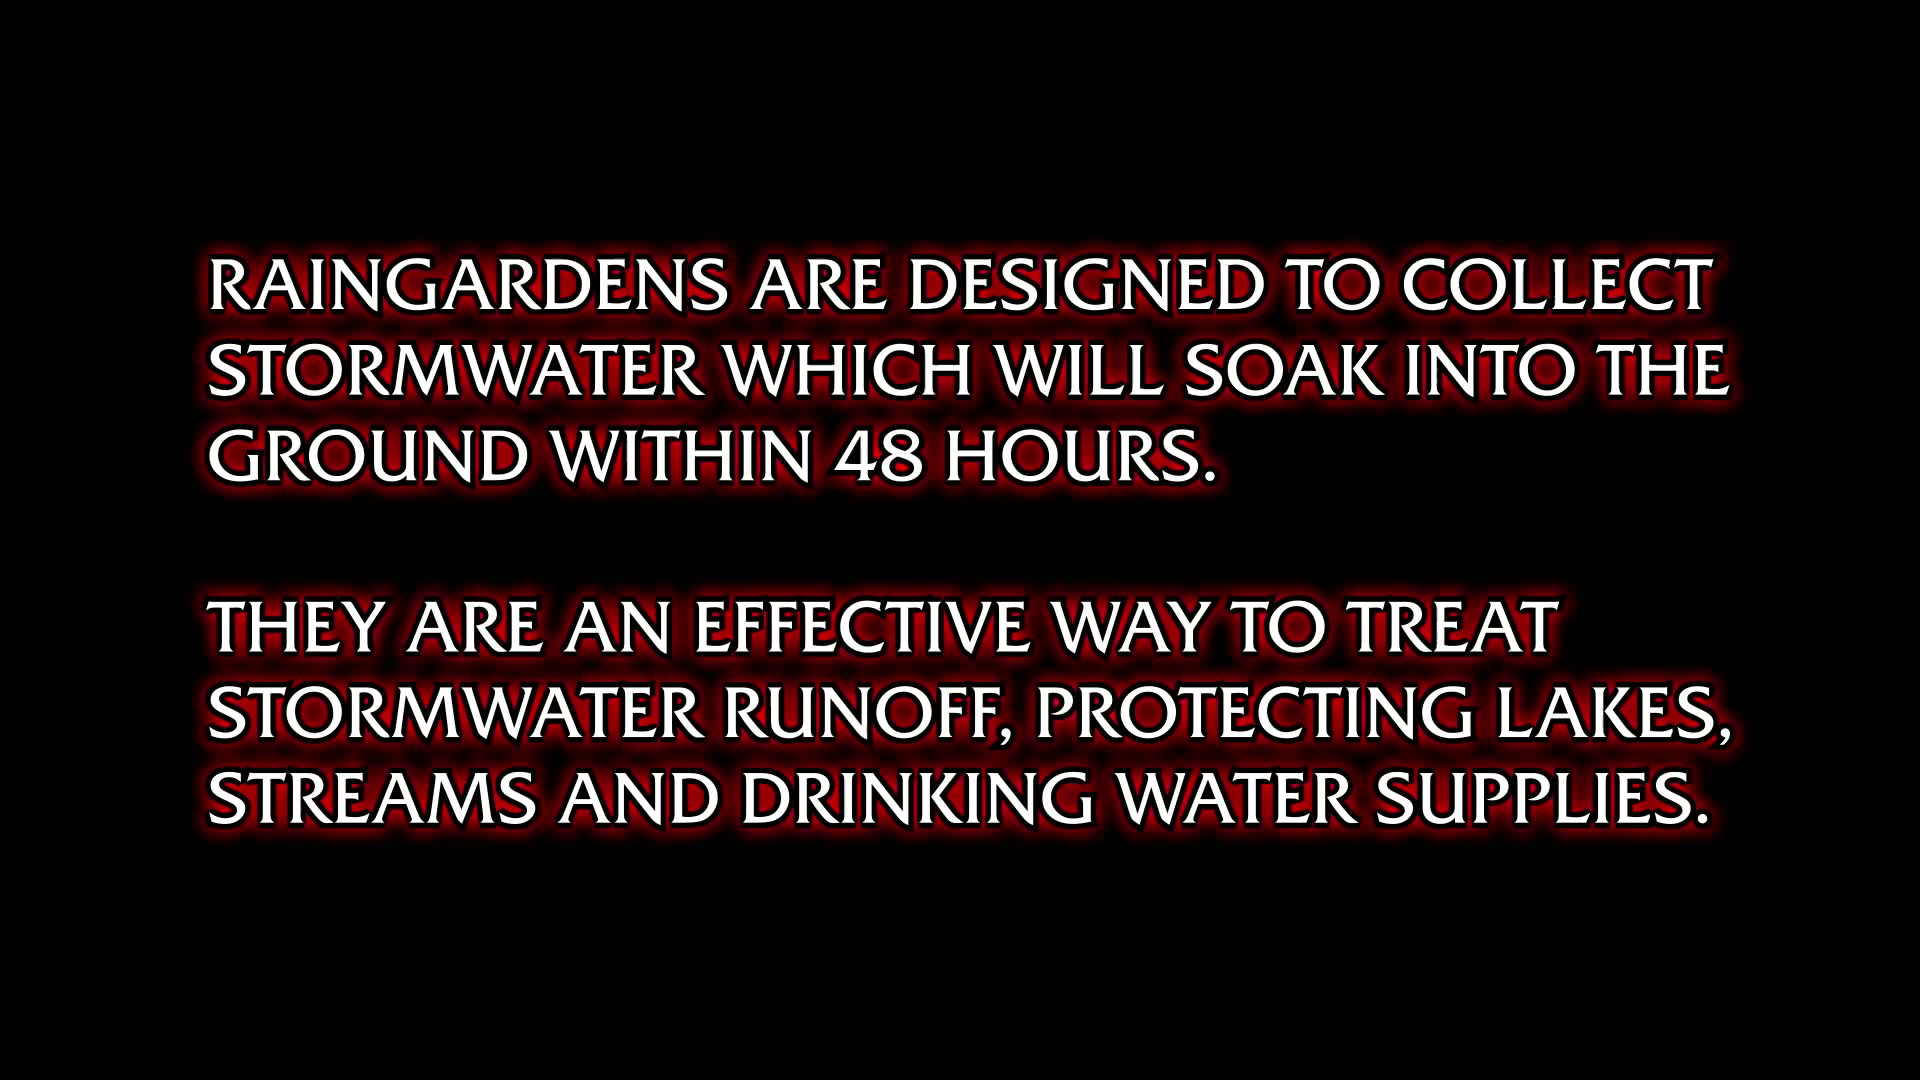 RAINGARDENS ARE DESIGNED TO COLLECT
STORMWATER WHICH WILL SOAK INTO THE
GROUND WITHIN 48 HOURS.
THEY ARE AN EFFECTIVE WAY TO TREAT
STORMWATER RUNOFF, PROTECTING LAKES,
STREAMS AND DRINKING WATER SUPPLIES.